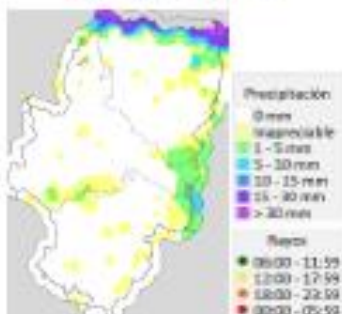 Precipitación
0 mm
Inapreciable
1 - 5 mm
5 - 10 mm
10 - 15 mm
15 - 30 mm
> 30 mm
Rayos
06:00 - 11:59
12:00 - 17:59
18:00 - 23:59
00:00 - 05:59